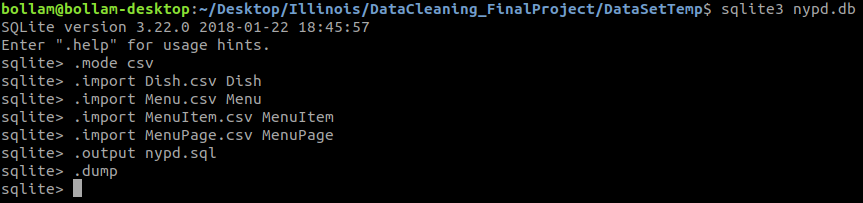 bollam@bollam-desktop:~/Desktop/Illinois/DataCleaning_FinalProject/DataSetTemp$ sqlite3 nypd.db
SQLite version 3.22.0 2018-01-22 18:45:57
Enter ".help" for usage hints.
sqlite> .mode csv
sqlite> .import Dish.csv Dish
sqlite> .import Menu.csv Menu
sqlite> .import MenuItem.csv MenuItem
sqlite> .import MenuPage.csv MenuPage
sqlite> .output nypd.sql
sqlite> .dump
sqlite>